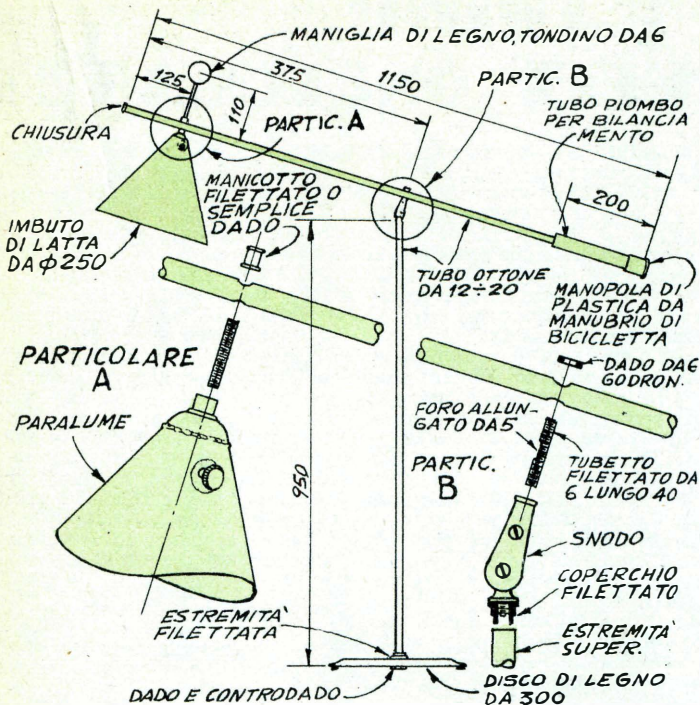 MANIGLIA DI LEGNO, TONDINO DA 6
125
375
1150
110
PARTIC. B
PARTIC. A
CHIUSURA
TUBO PIOMBO
PER BILANCIA
MENTO
200
MANICOTTO
FILETTATO O
SEMPLICE
DADO
IMBUTO
DI LATTA
DA ϕ 250
TUBO OTTONE
DA 12÷20
MANOPOLA DI
PLASTICA DA
MANUBRIO DI
BICICLETTA
PARTICOLARE
A
PARALUME
DADO DA 6
GODRON.
FORO ALLUN-
GATO DA 5
PARTIC.
B
TUBETTO
FILETTATO DA
6 LUNGO 40
950
SNODO
COPERCHIO
FILETTATO
ESTREMITA'
FILETTATA
ESTREMITA'
SUPER.
DADO E CONTRODADO
DISCO DI LEGNO
DA 300